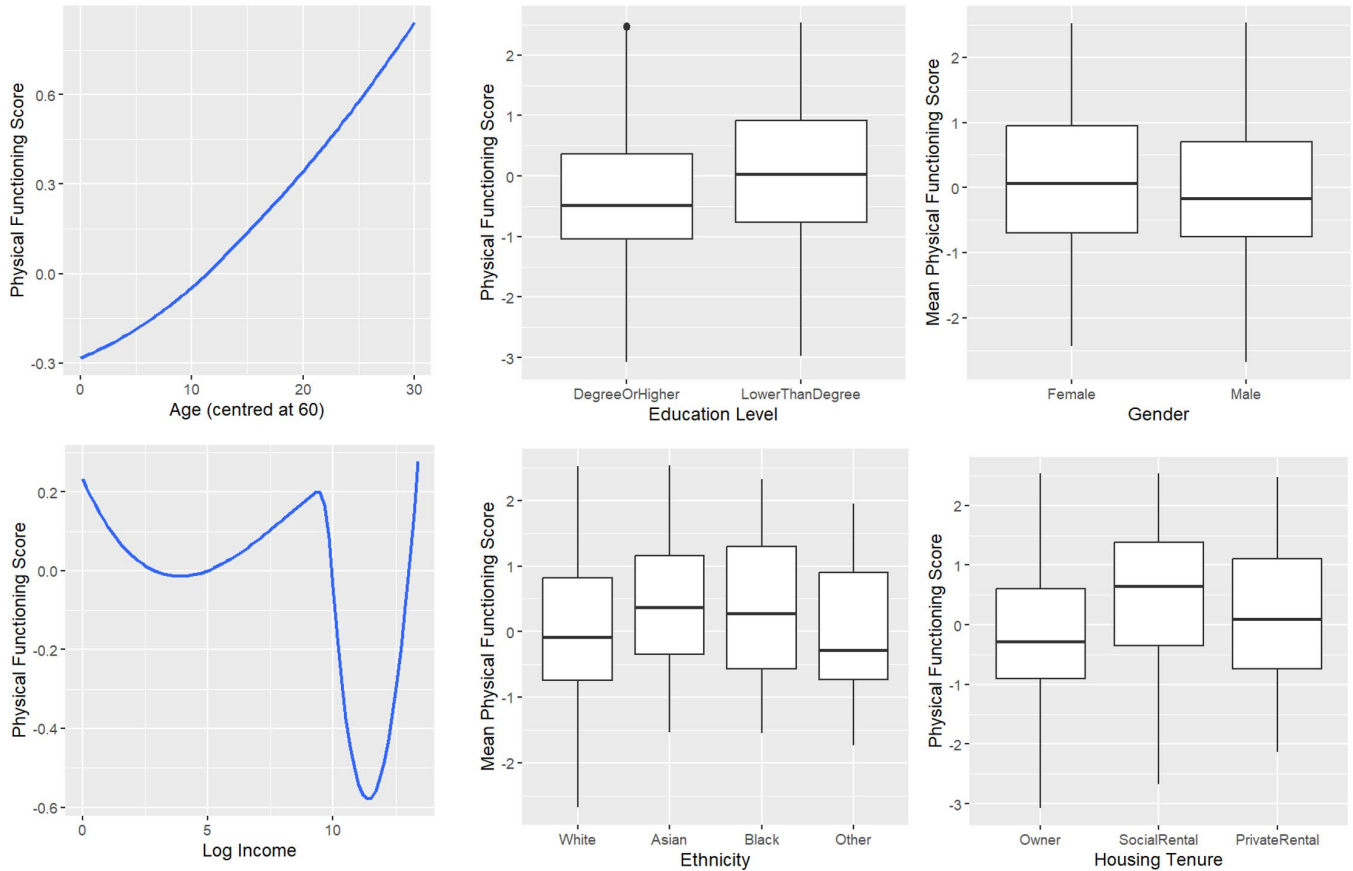 Physical Functioning Score
0.6
0.3
0.0
-0.3
0
10
20
30
Age (centred at 60)
Physical Functioning Score
2
1
0
-1
-2
-3
DegreeOrHigher
LowerThanDegree
Education Level
Mean Physical Functioning Score
2
1
0
-1
-2
Female
Male
Gender
Physical Functioning Score
0.2
0.0
-0.2
-0.4
-0.6
0
5
10
Log Income
Mean Physical Functioning Score
2
1
0
-1
-2
White
Asian
Black
Other
Ethnicity
Physical Functioning Score
2
1
0
-1
-2
-3
Owner
SocialRental
PrivateRental
Housing Tenure